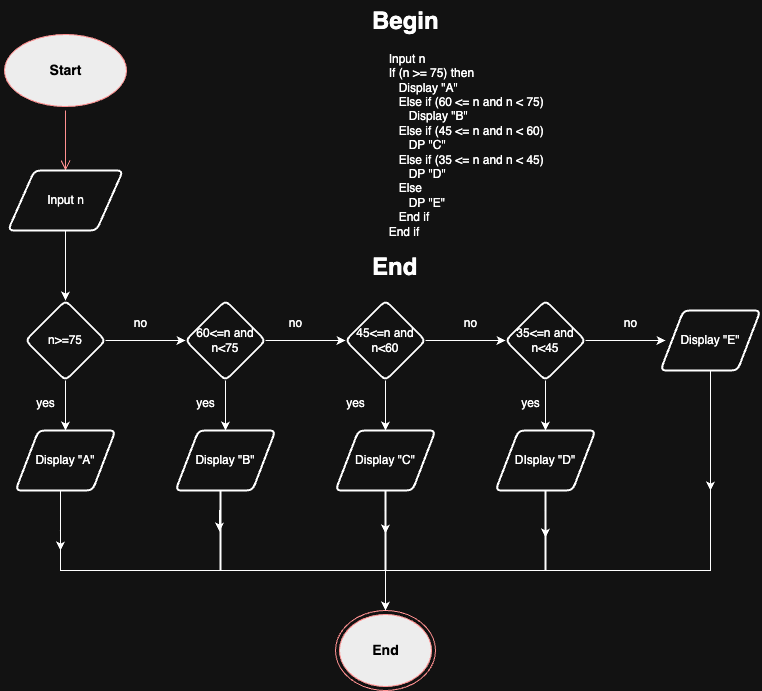 Begin
Start
Input n
If (n >= 75) then
Display "A"
Else if (60 <= n and n < 75)
Display "B"
Else if (45 <= n and n < 60)
DP "C"
Else if (35 <= n and n < 45)
DP "D"
Else
DP "E"
End if
End if
Input n
End
n>=75
no
60<=n and
n<75
no
45<=n and
n<60
no
35<=n and
n<45
no
Display "E"
yes
yes
yes
yes
Display "A"
Display "B"
Display "C"
DIsplay "D"
End